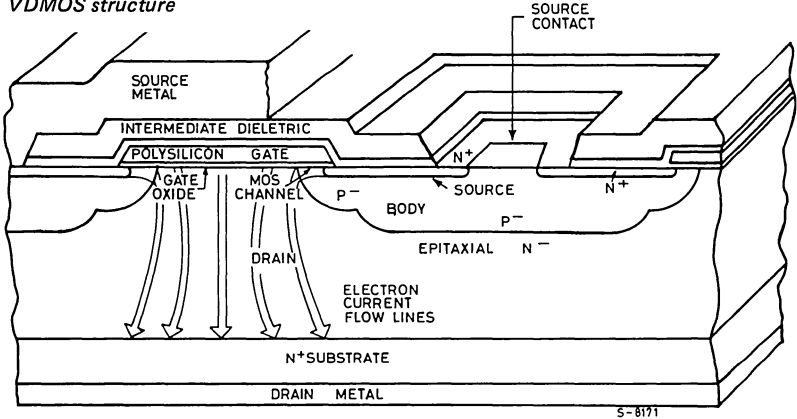 VDMOS structure
SOURCE
CONTACT
SOURCE
METAL
INTERMEDIATE DIELETRIC
POLYSILICON GATE
N+
GATE
OXIDE
MOS
CHANNEL
SOURCE
N+
P−
BODY
P−
DRAIN
EPITAXIAL N−
ELECTRON
CURRENT
FLOW LINES
N+SUBSTRATE
DRAIN METAL
S-8171